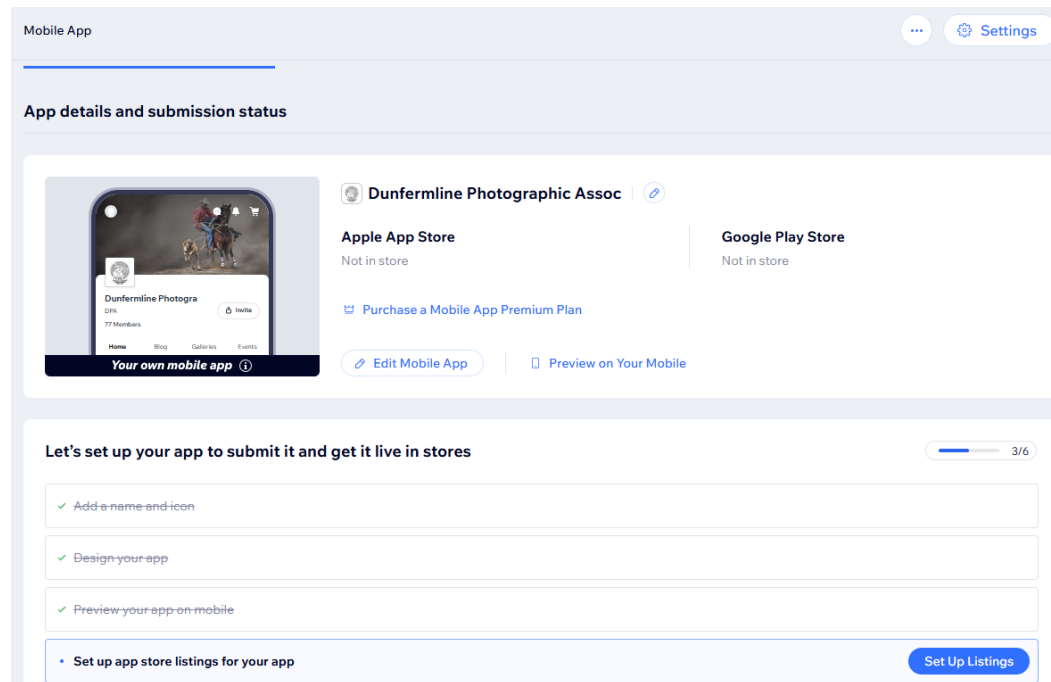 Mobile App
Settings
App details and submission status
Dunfermline Photographic Assoc
Apple App Store
Google Play Store
Not in store
Not in store
Purchase a Mobile App Premium Plan
Edit Mobile App
Preview on Your Mobile
Dunfermline Photogra
DPA
Invite
77 Members
Home Blog Galleries Events
Your own mobile app
Let's set up your app to submit it and get it live in stores
3/6
Add a name and icon
Design your app
Preview your app on mobile
Set up app store listings for your app
Set Up Listings